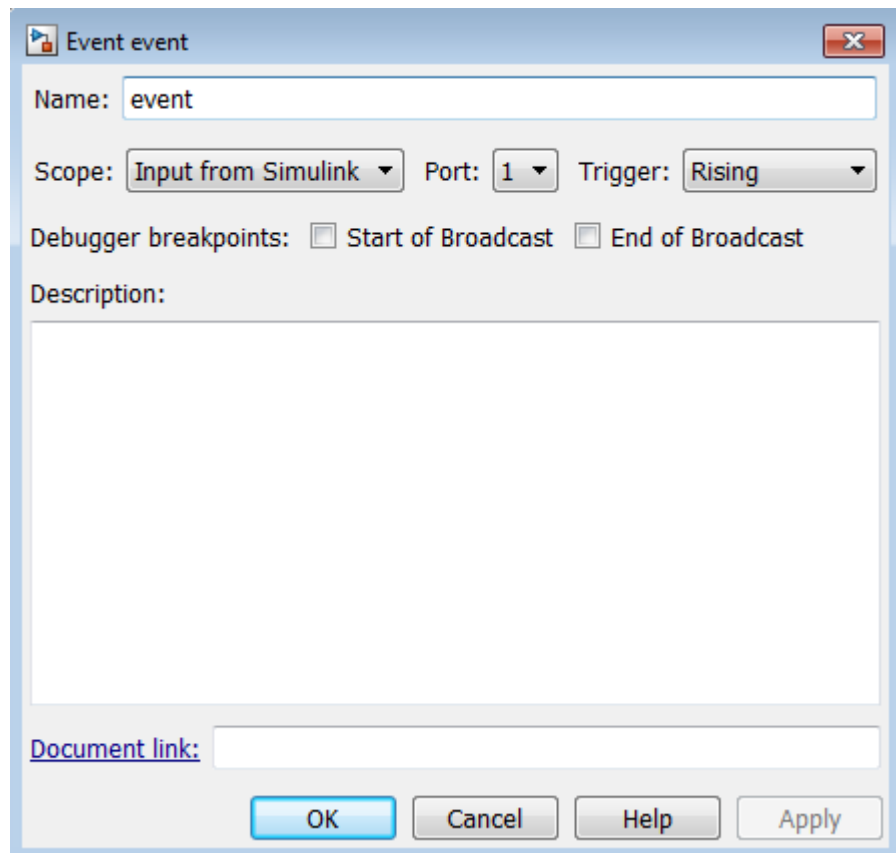 Event event
Name: event
Scope: Input from Simulink Port: 1 Trigger: Rising
Debugger breakpoints: Start of Broadcast End of Broadcast
Description:
Document link:
OK Cancel Help Apply